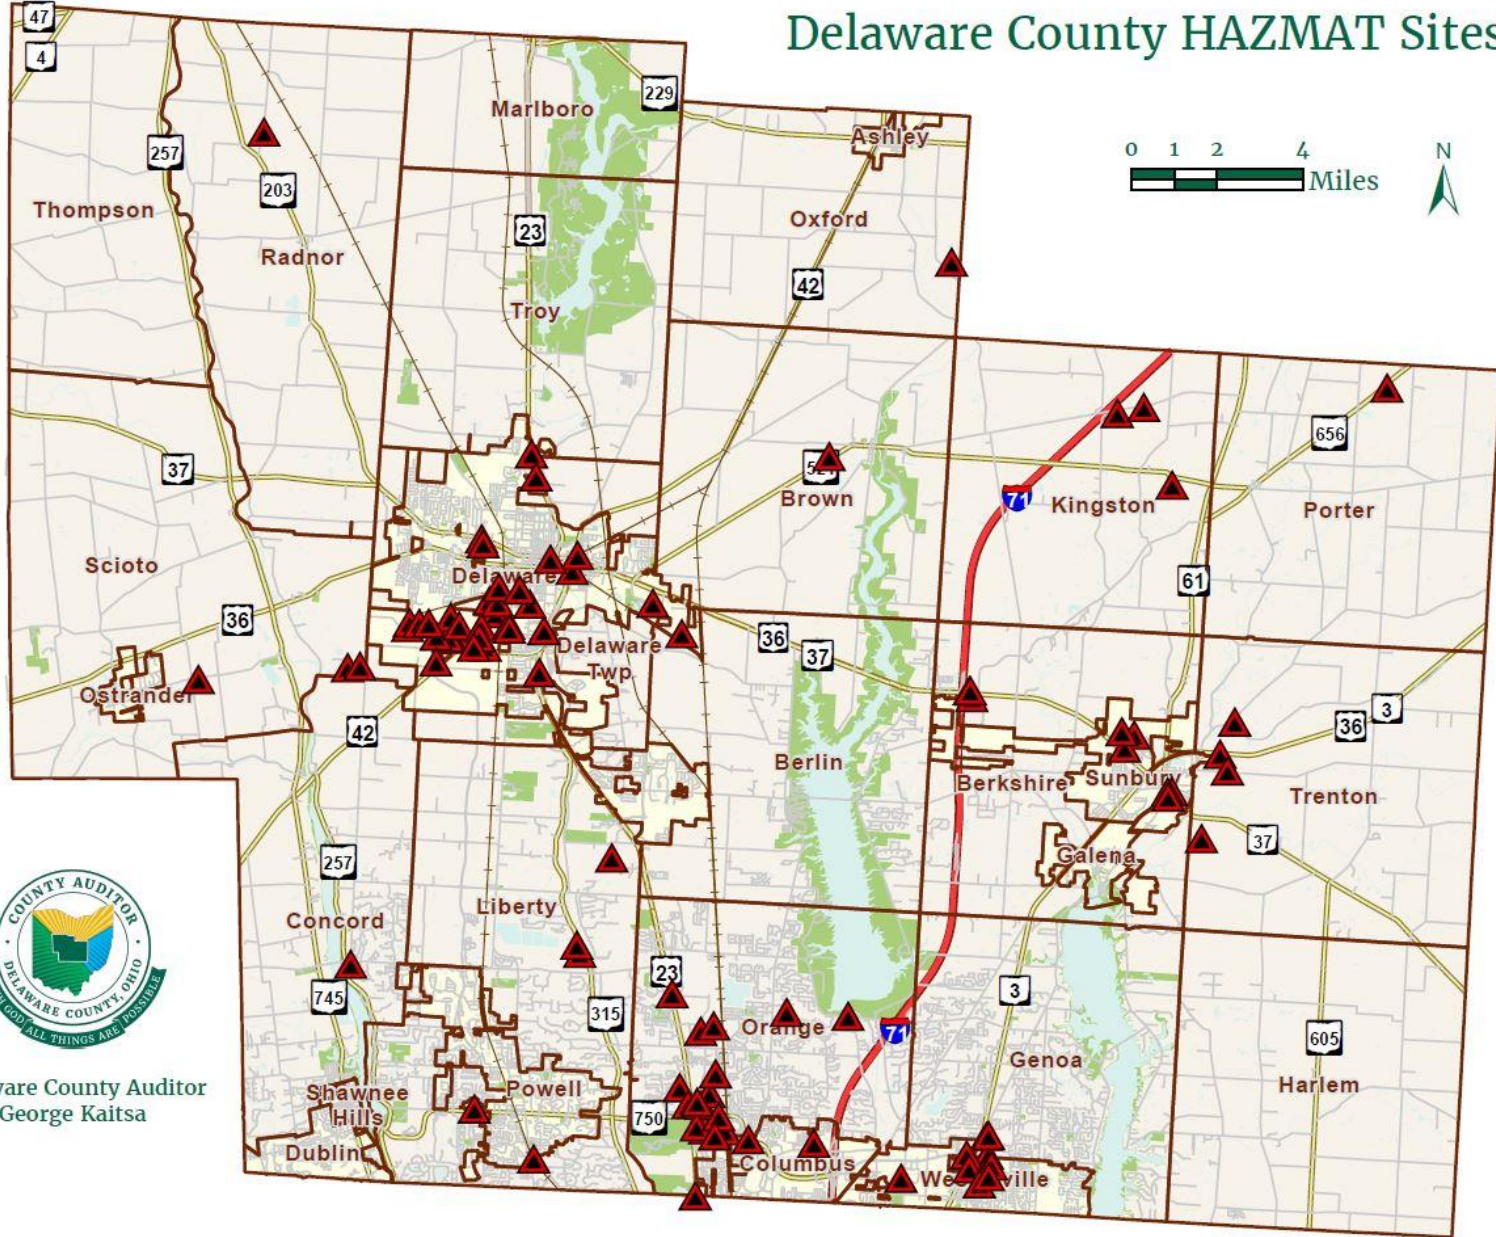 Delaware County HAZMAT Sites
47
4
229
Marlboro
Ashley
257
0 1 2 4
Miles
N
203
Thompson
Oxford
23
Radnor
42
Troy
656
37
Brown
71
Kingston
Porter
Scioto
Delaware
61
36
36
37
Delaware
Twp
Ostrander
3
36
42
Berlin
Berkshire
Sunbury
Trenton
37
Galena
257
COUNTY AUDITOR
DELAWARE COUNTY, OHIO
GOD ALL THINGS ARE POSSIBLE
Concord
Liberty
23
745
315
Orange
71
3
Genoa
605
Harlem
ware County Auditor
George Kaitsa
Shawnee
Hills
Powell
750
Dublin
Columbus